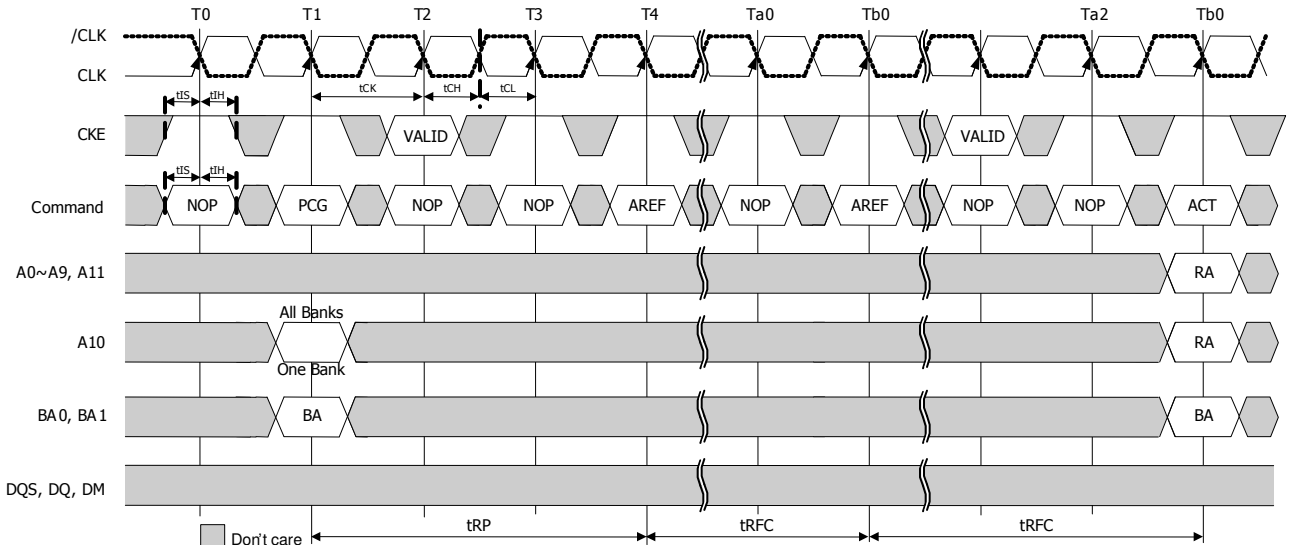 T0 T1 T2 T3 T4 Ta0 Tb0 Ta2 Tb0
/CLK
CLK
tCK tCH tCL
tIS tIH
CKE VALID VALID
tIS tIH
Command NOP PCG NOP NOP AREF NOP AREF NOP NOP ACT
A0~A9, A11 RA
All Banks
A10 RA
One Bank
BA0, BA1 BA BA
DQS, DQ, DM
tRP tRFC tRFC
Don't care